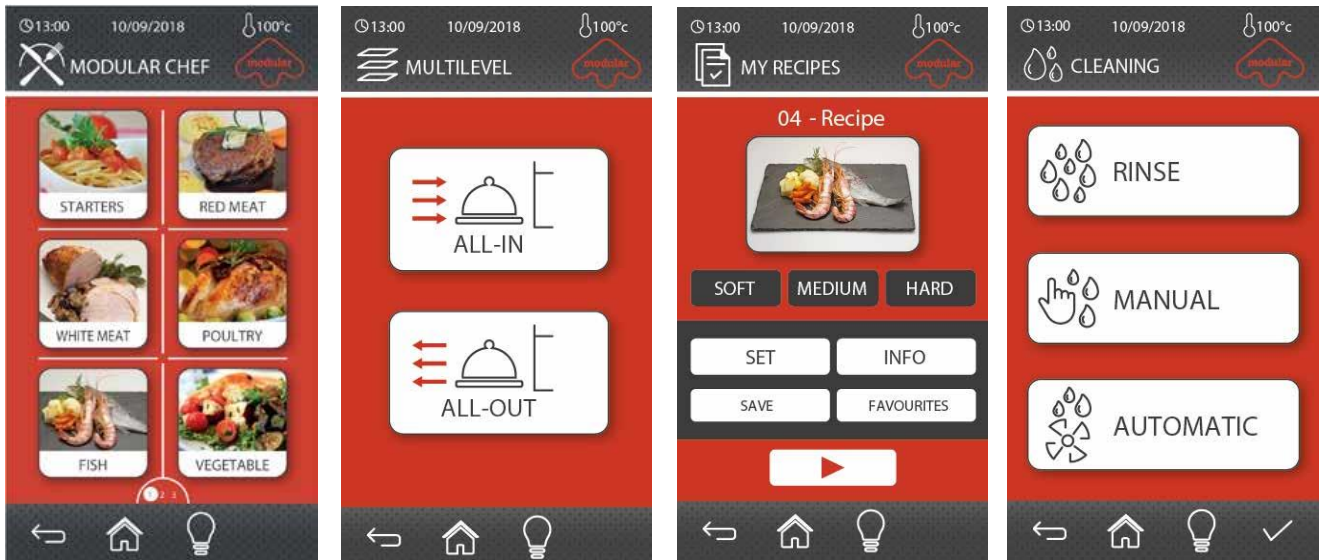 13:00 10/09/2018 100°c
MODULAR CHEF modular
STARTERS RED MEAT
WHITE MEAT POULTRY
FISH VEGETABLE
1 2 3
13:00 10/09/2018 100°c
MULTILEVEL modular
ALL-IN
ALL-OUT
13:00 10/09/2018 100°c
MY RECIPES modular
04 - Recipe
SOFT MEDIUM HARD
SET INFO
SAVE FAVOURITES
13:00 10/09/2018 100°c
CLEANING modular
RINSE
MANUAL
AUTOMATIC